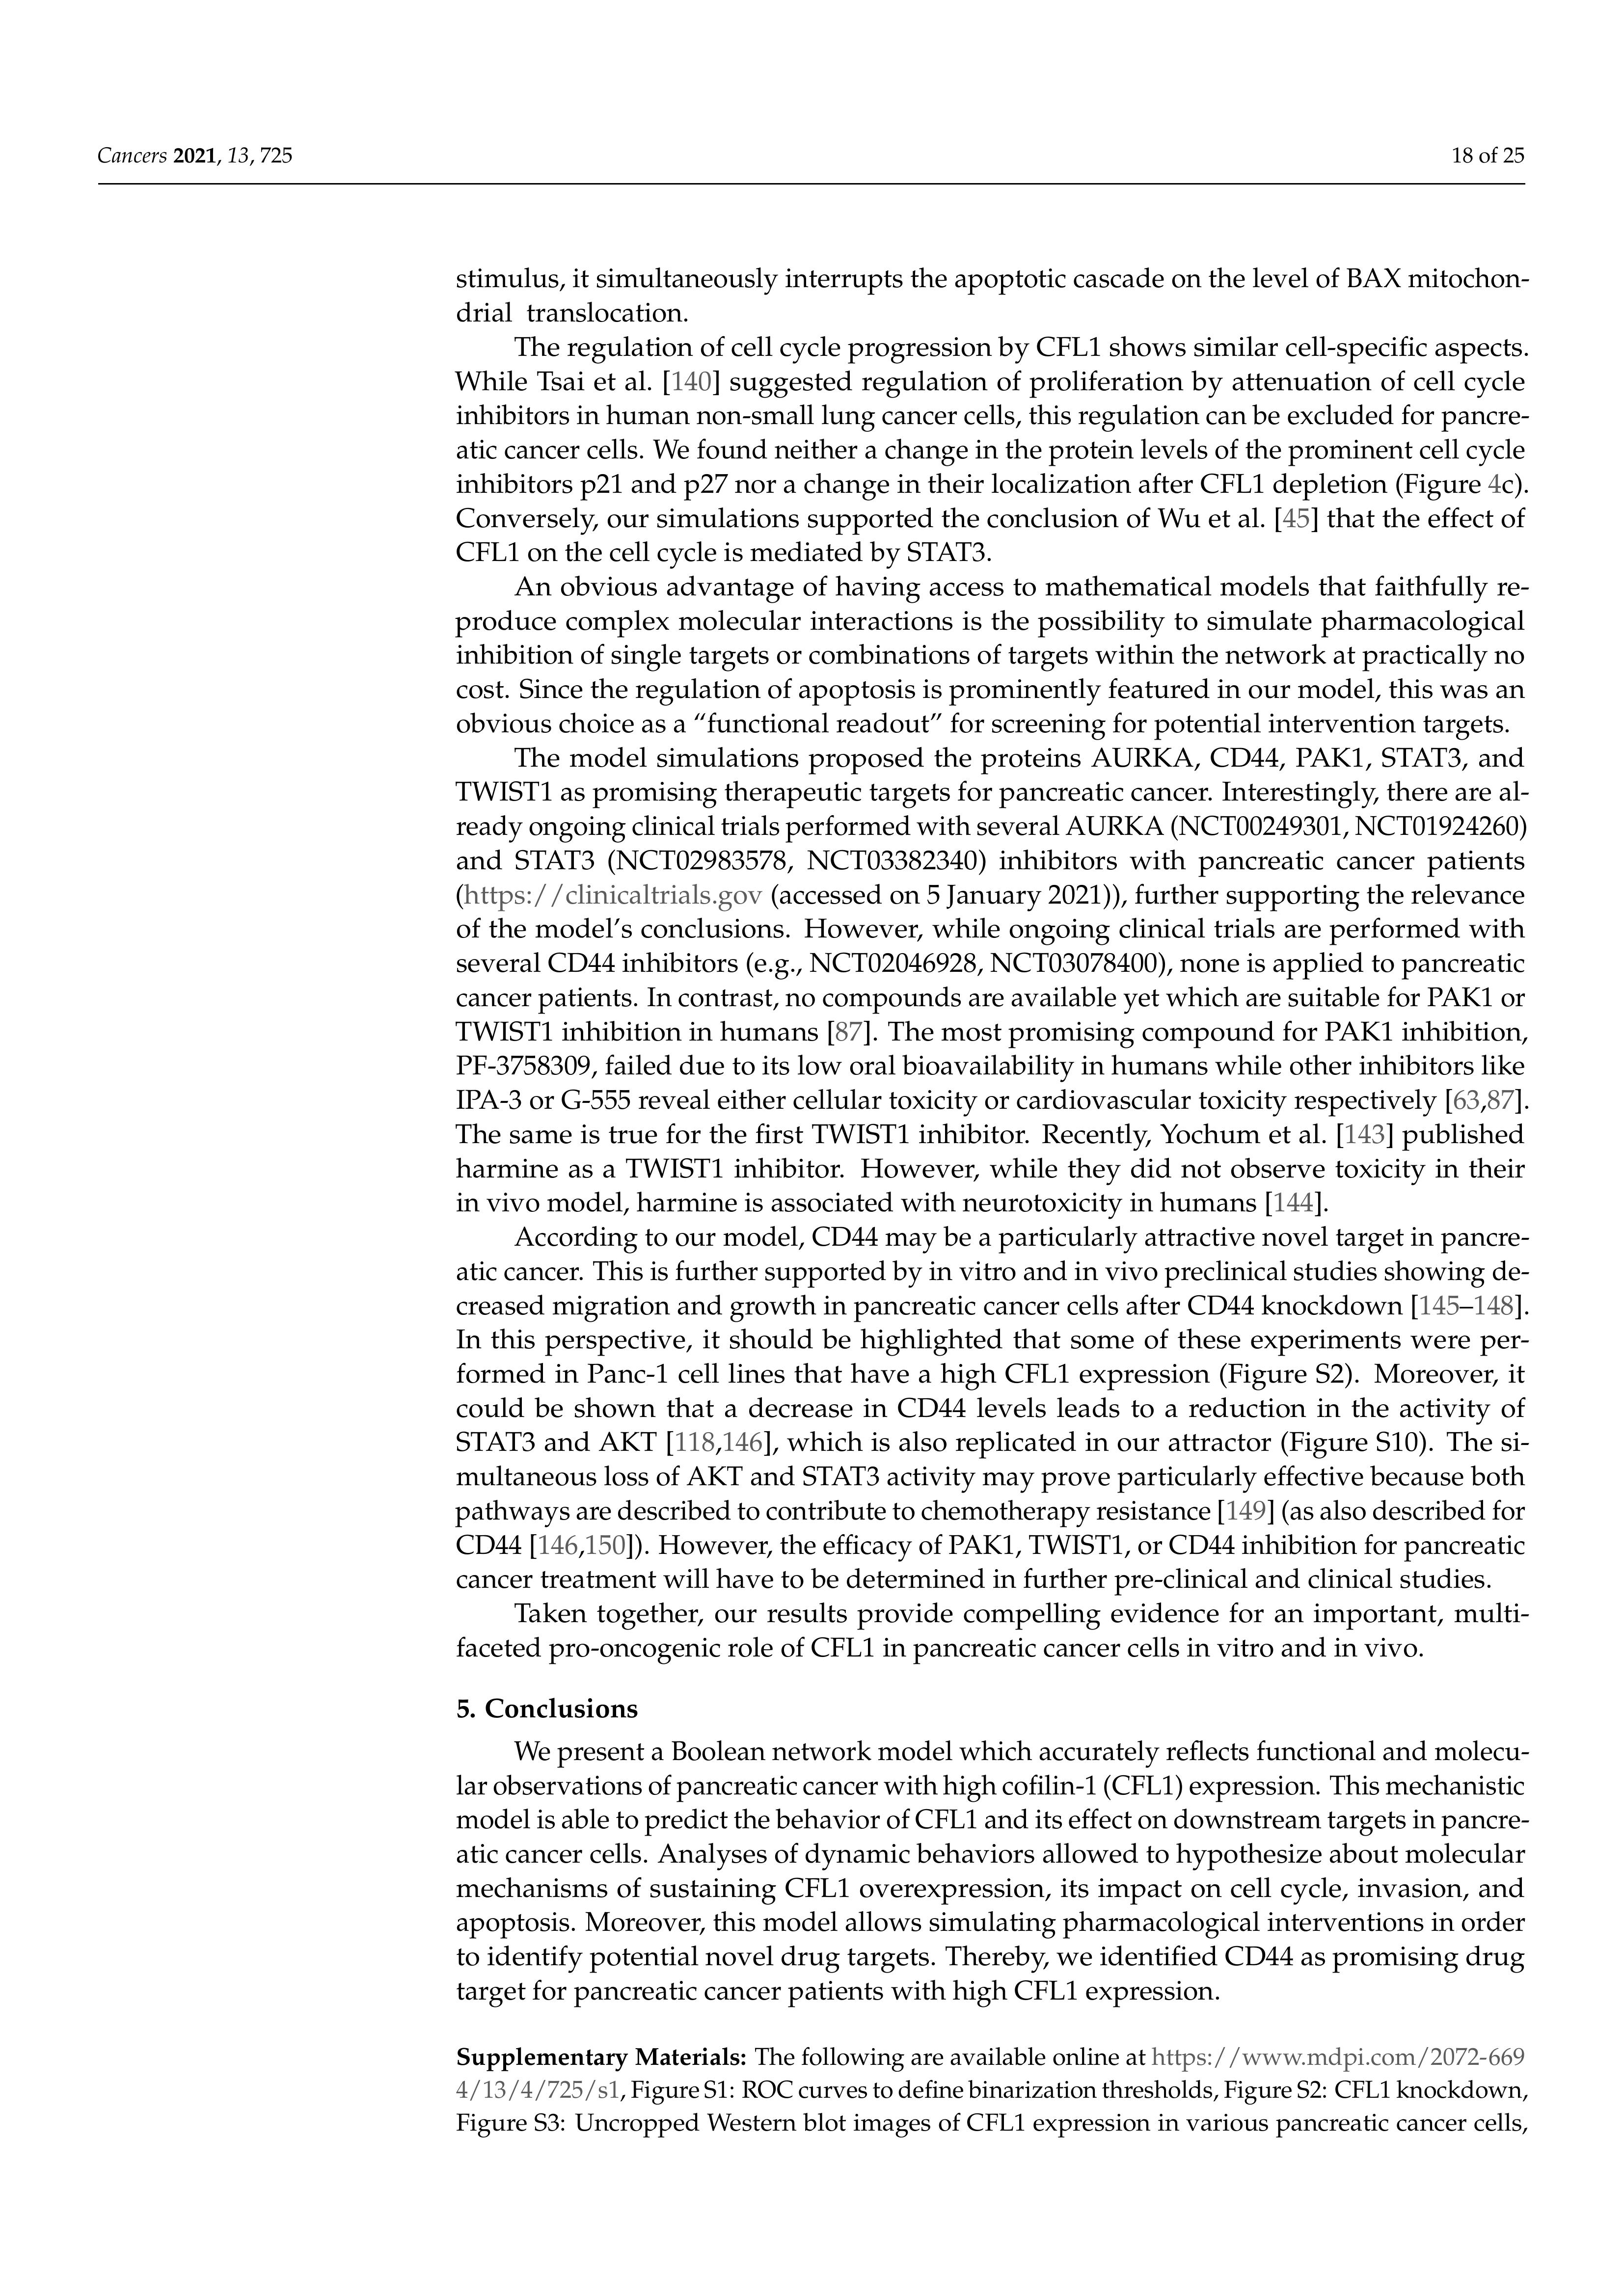 Cancers 2021, 13, 725
18 of 25
stimulus, it simultaneously interrupts the apoptotic cascade on the level of BAX mitochon-
drial translocation.
The regulation of cell cycle progression by CFL1 shows similar cell-specific aspects.
While Tsai et al. [140] suggested regulation of proliferation by attenuation of cell cycle
inhibitors in human non-small lung cancer cells, this regulation can be excluded for pancre-
atic cancer cells. We found neither a change in the protein levels of the prominent cell cycle
inhibitors p21 and p27 nor a change in their localization after CFL1 depletion (Figure 4c).
Conversely, our simulations supported the conclusion of Wu et al. [45] that the effect of
CFL1 on the cell cycle is mediated by STAT3.
An obvious advantage of having access to mathematical models that faithfully re-
produce complex molecular interactions is the possibility to simulate pharmacological
inhibition of single targets or combinations of targets within the network at practically no
cost. Since the regulation of apoptosis is prominently featured in our model, this was an
obvious choice as a “functional readout” for screening for potential intervention targets.
The model simulations proposed the proteins AURKA, CD44, PAK1, STAT3, and
TWIST1 as promising therapeutic targets for pancreatic cancer. Interestingly, there are al-
ready ongoing clinical trials performed with several AURKA (NCT00249301, NCT01924260)
and STAT3 (NCT02983578, NCT03382340) inhibitors with pancreatic cancer patients
(https://clinicaltrials.gov (accessed on 5 January 2021)), further supporting the relevance
of the model’s conclusions. However, while ongoing clinical trials are performed with
several CD44 inhibitors (e.g., NCT02046928, NCT03078400), none is applied to pancreatic
cancer patients. In contrast, no compounds are available yet which are suitable for PAK1 or
TWIST1 inhibition in humans [87]. The most promising compound for PAK1 inhibition,
PF-3758309, failed due to its low oral bioavailability in humans while other inhibitors like
IPA-3 or G-555 reveal either cellular toxicity or cardiovascular toxicity respectively [63,87].
The same is true for the first TWIST1 inhibitor. Recently, Yochum et al. [143] published
harmine as a TWIST1 inhibitor. However, while they did not observe toxicity in their
in vivo model, harmine is associated with neurotoxicity in humans [144].
According to our model, CD44 may be a particularly attractive novel target in pancre-
atic cancer. This is further supported by in vitro and in vivo preclinical studies showing de-
creased migration and growth in pancreatic cancer cells after CD44 knockdown [145–148].
In this perspective, it should be highlighted that some of these experiments were per-
formed in Panc-1 cell lines that have a high CFL1 expression (Figure S2). Moreover, it
could be shown that a decrease in CD44 levels leads to a reduction in the activity of
STAT3 and AKT [118,146], which is also replicated in our attractor (Figure S10). The si-
multaneous loss of AKT and STAT3 activity may prove particularly effective because both
pathways are described to contribute to chemotherapy resistance [149] (as also described for
CD44 [146,150]). However, the efficacy of PAK1, TWIST1, or CD44 inhibition for pancreatic
cancer treatment will have to be determined in further pre-clinical and clinical studies.
Taken together, our results provide compelling evidence for an important, multi-
faceted pro-oncogenic role of CFL1 in pancreatic cancer cells in vitro and in vivo.
5. Conclusions
We present a Boolean network model which accurately reflects functional and molecu-
lar observations of pancreatic cancer with high cofilin-1 (CFL1) expression. This mechanistic
model is able to predict the behavior of CFL1 and its effect on downstream targets in pancre-
atic cancer cells. Analyses of dynamic behaviors allowed to hypothesize about molecular
mechanisms of sustaining CFL1 overexpression, its impact on cell cycle, invasion, and
apoptosis. Moreover, this model allows simulating pharmacological interventions in order
to identify potential novel drug targets. Thereby, we identified CD44 as promising drug
target for pancreatic cancer patients with high CFL1 expression.
Supplementary Materials: The following are available online at https://www.mdpi.com/2072-669
4/13/4/725/s1, Figure S1: ROC curves to define binarization thresholds, Figure S2: CFL1 knockdown,
Figure S3: Uncropped Western blot images of CFL1 expression in various pancreatic cancer cells,